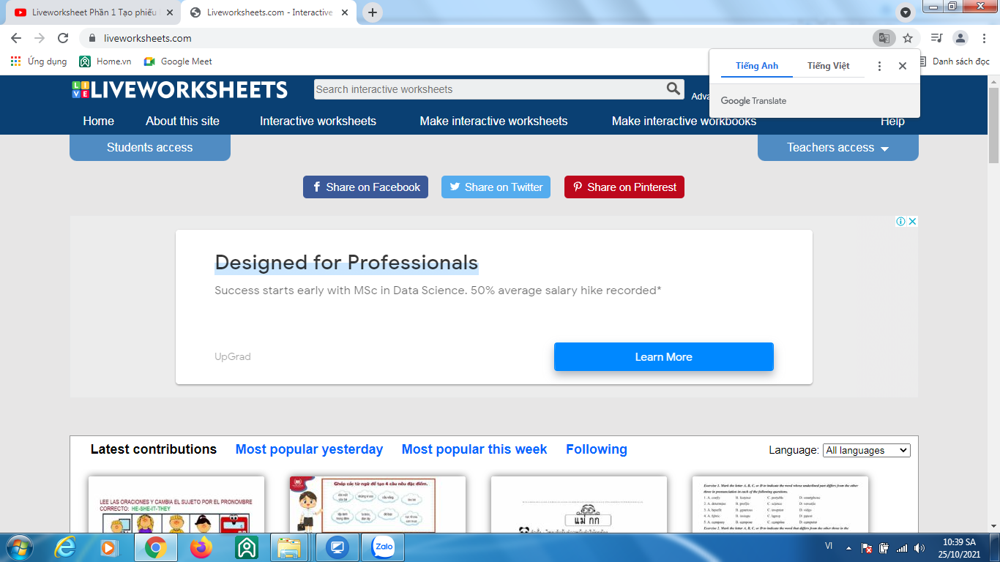 Liveworksheet Phần 1 Tạo phiếu
Liveworksheets.com - Interactive
liveworksheets.com
Ứng dụng
Home.vn
Google Meet
Danh sách đọc
Tiếng Anh
Tiếng Việt
Google Translate
LIVE LIVEWORKSHEETS
Search interactive worksheets
Adva
Home
About this site
Interactive worksheets
Make interactive worksheets
Make interactive workbooks
Help
Students access
Teachers access
Share on Facebook
Share on Twitter
Share on Pinterest
Designed for Professionals
Success starts early with MSc in Data Science. 50% average salary hike recorded*
UpGrad
Learn More
Latest contributions
Most popular yesterday
Most popular this week
Following
Language: All languages
LEE LAS ORACIONES Y CAMBIA EL SUJETO POR EL PRONOMBRE
CORRECTO: HE-SHE-IT-THEY
Ghép các từ ngữ để tạo 4 câu nêu đặc điểm.
แม่ กก
Exercise 1. Mark the letter A, B, C, or D to indicate the word whose underlined part differs from the other
three in pronunciation in each of the following questions.
Zalo
VI
10:39 SA
25/10/2021